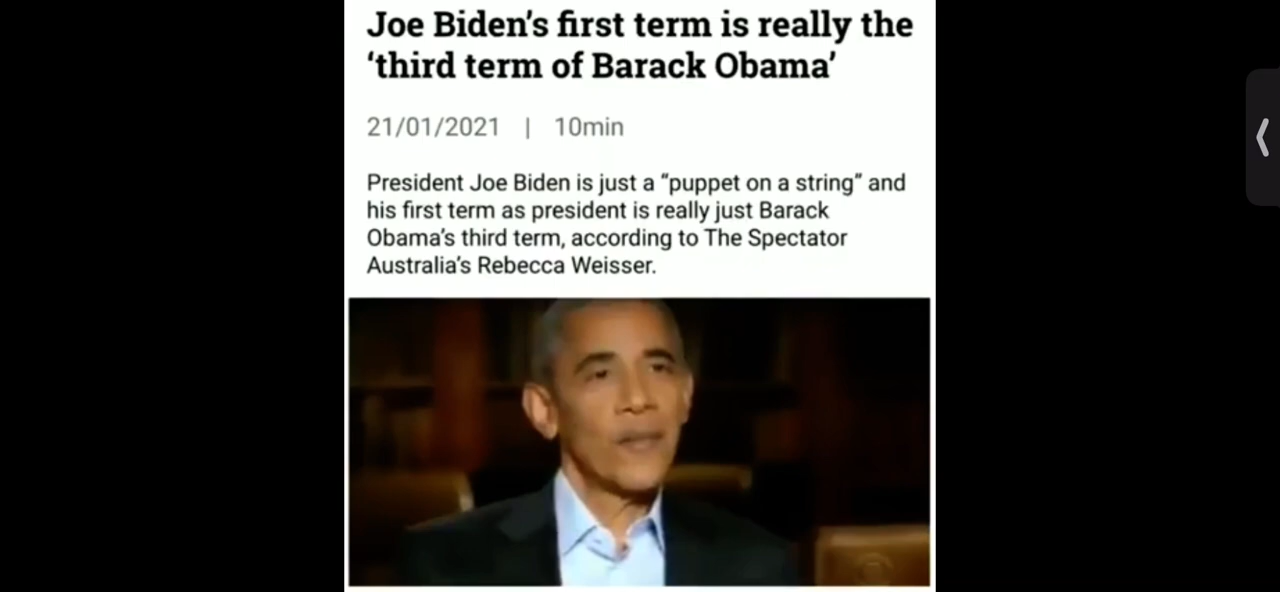 Joe Biden's first term is really the
‘third term of Barack Obama’
21/01/2021 | 10min
President Joe Biden is just a “puppet on a string” and
his first term as president is really just Barack
Obama's third term, according to The Spectator
Australia's Rebecca Weisser.